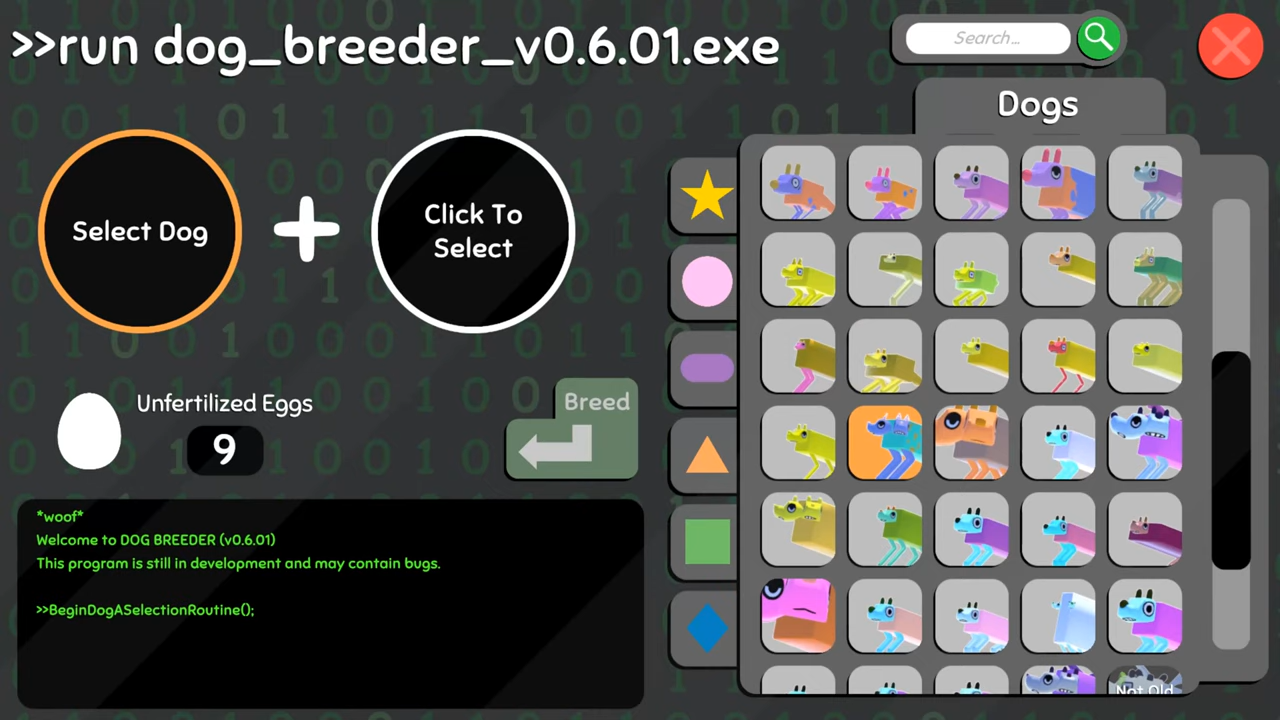 >>run dog_breeder_v0.6.01.exe
Search...
Dogs
Select Dog
Click To
Select
Unfertilized Eggs
9
Breed
*woof*
Welcome to DOG BREEDER (v0.6.01)
This program is still in development and may contain bugs.
>>BeginDogASelectionRoutine();
Not Old